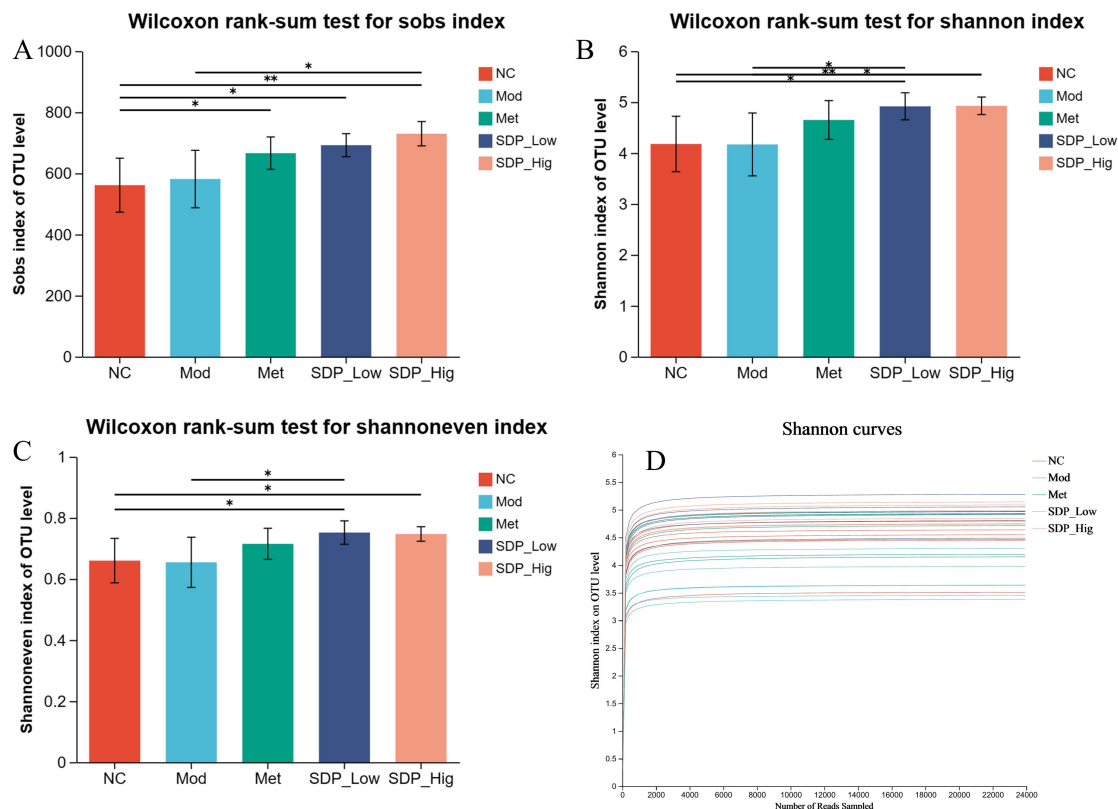 Wilcoxon rank-sum test for sobs index
A
Sobs index of OTU level
1000
800
600
400
200
0
*
**
*
*
NC
Mod
Met
SDP_Low
SDP_Hig
NC
Mod
Met
SDP_Low
SDP_Hig
Wilcoxon rank-sum test for shannon index
B
Shannon index of OTU level
6
5
4
3
2
1
0
*
** *
*
NC
Mod
Met
SDP_Low
SDP_Hig
NC
Mod
Met
SDP_Low
SDP_Hig
Wilcoxon rank-sum test for shannoneven index
C
Shannoneven index of OTU level
1
0.8
0.6
0.4
0.2
0
*
*
*
NC
Mod
Met
SDP_Low
SDP_Hig
NC
Mod
Met
SDP_Low
SDP_Hig
Shannon curves
D
Shannon index on OTU level
6
5.5
5
4.5
4
3.5
3
2.5
2
1.5
1
0.5
0
NC
Mod
Met
SDP_Low
SDP_Hig
0 2000 4000 6000 8000 10000 12000 14000 16000 18000 20000 22000 24000
Number of Reads Sampled